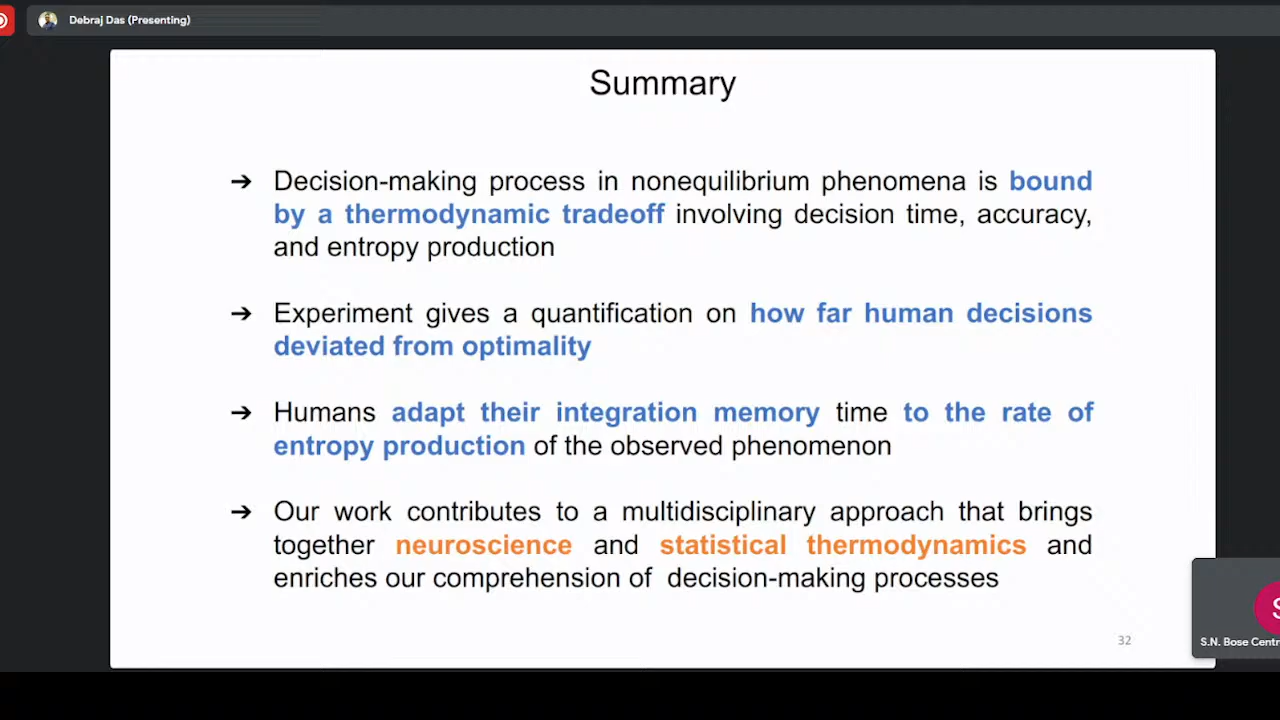 Debraj Das (Presenting)
Summary
➔ Decision-making process in nonequilibrium phenomena is bound
by a thermodynamic tradeoff involving decision time, accuracy,
and entropy production
➔ Experiment gives a quantification on how far human decisions
deviated from optimality
➔ Humans adapt their integration memory time to the rate of
entropy production of the observed phenomenon
➔ Our work contributes to a multidisciplinary approach that brings
together neuroscience and statistical thermodynamics and
enriches our comprehension of decision-making processes
32
S
S.N. Bose Centr